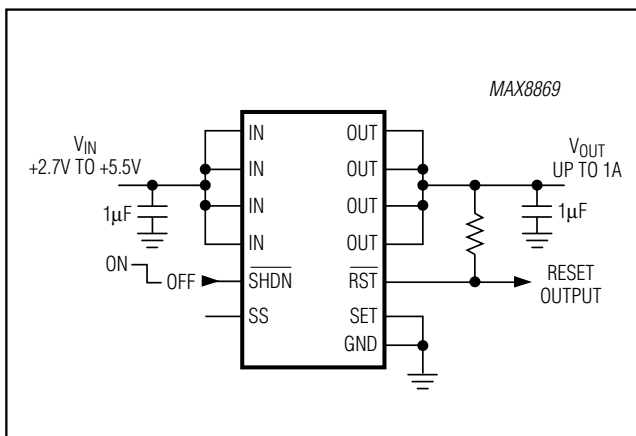 MAX8869
V_IN
+2.7V TO +5.5V
1µF
ON
OFF
IN
IN
IN
IN
SHDN
SS
OUT
OUT
OUT
OUT
RST
SET
GND
V_OUT
UP TO 1A
1µF
RESET
OUTPUT